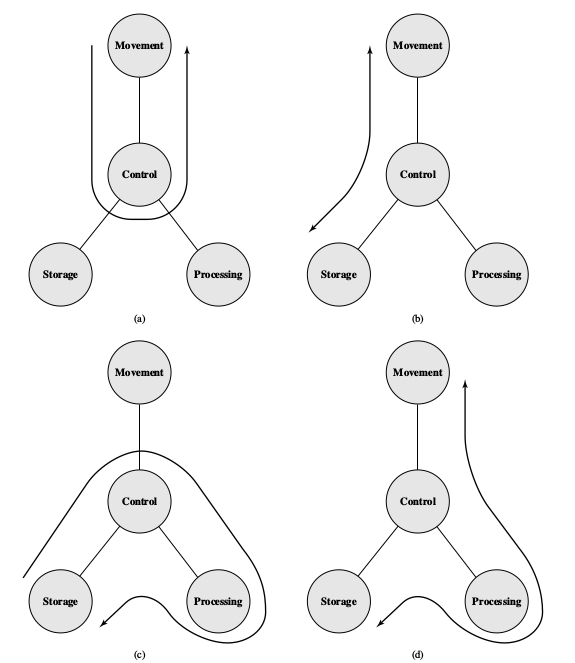 Movement
Movement
Control
Control
Storage
Processing
Storage
Processing
(a)
(b)
Movement
Movement
Control
Control
Storage
Processing
Storage
Processing
(c)
(d)